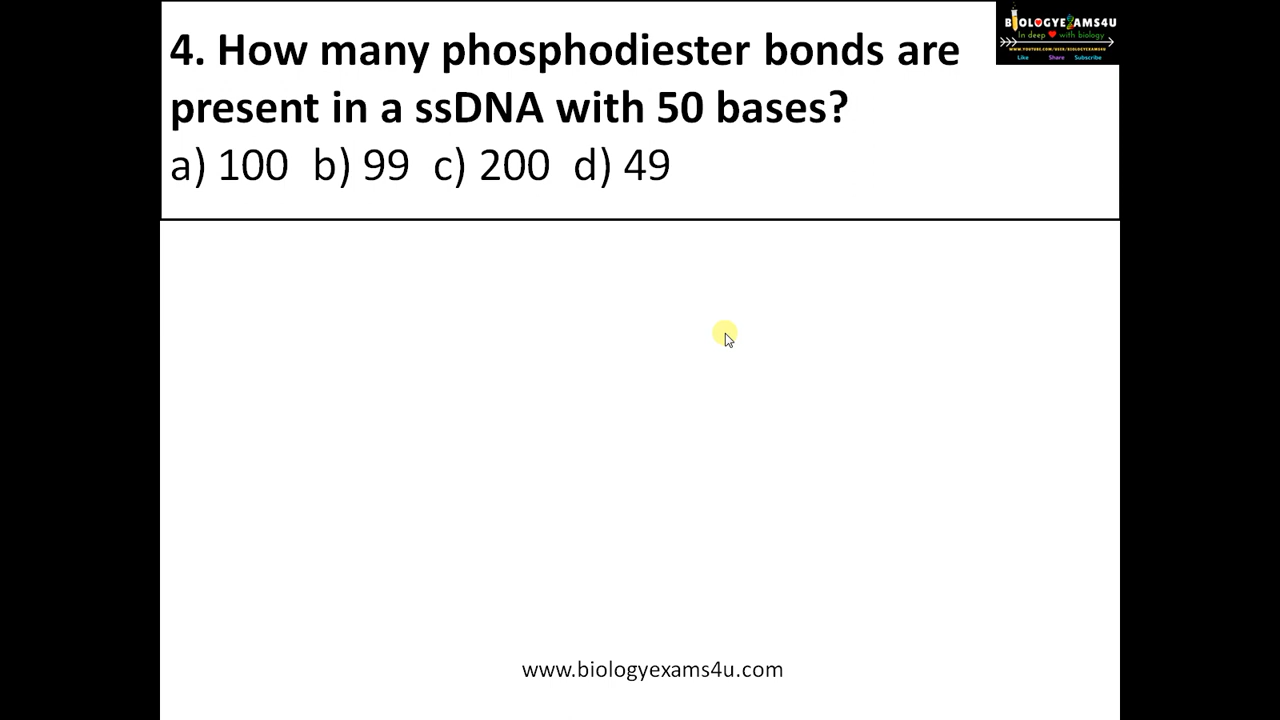 4. How many phosphodiester bonds are
present in a ssDNA with 50 bases?
a) 100 b) 99 c) 200 d) 49
BIOLOGYEXAMS4U
In deep with biology
WWW.YOUTUBE.COM/USER/BIOLOGYEXAMS4U
Like Share Subscribe
www.biologyexams4u.com